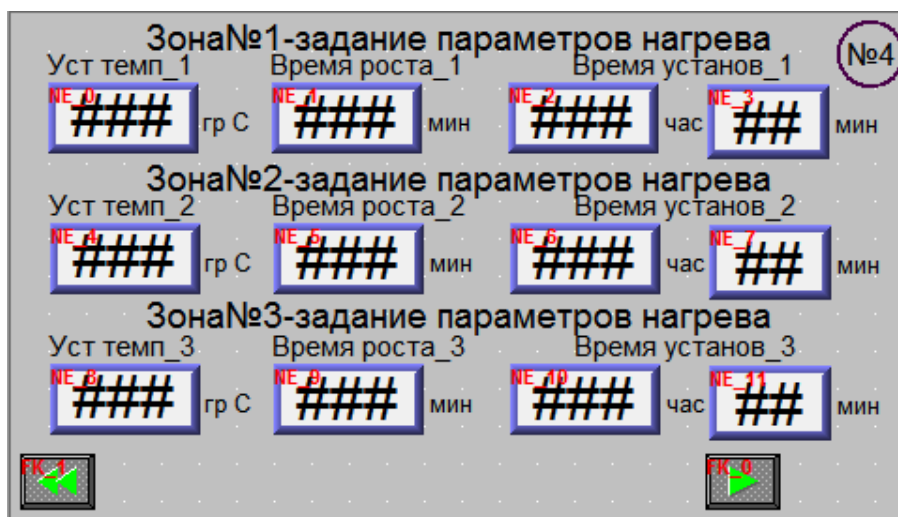 Зона№1-задание параметров нагрева
№4
Уст темп_1 Время роста_1 Время установ_1
NE_0 ### гр С NE_1 ### мин NE_2 ### час NE_3 ## мин
Зона№2-задание параметров нагрева
Уст темп_2 Время роста_2 Время установ_2
NE_4 ### гр С NE_5 ### мин NE_6 ### час NE_7 ## мин
Зона№3-задание параметров нагрева
Уст темп_3 Время роста_3 Время установ_3
NE_8 ### гр С NE_9 ### мин NE_10 ### час NE_11 ## мин
FK_1 FK_0